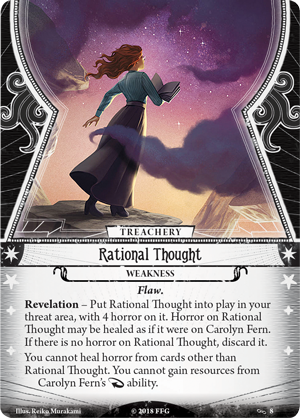 TREACHERY
Rational Thought
WEAKNESS
Flaw.
Revelation – Put Rational Thought into play in your
threat area, with 4 horror on it. Horror on Rational
Thought may be healed as if it were on Carolyn Fern.
If there is no horror on Rational Thought, discard it.
You cannot heal horror from cards other than
Rational Thought. You cannot gain resources from
Carolyn Fern's ability.
Illus. Reiko Murakami
© 2018 FFG
8